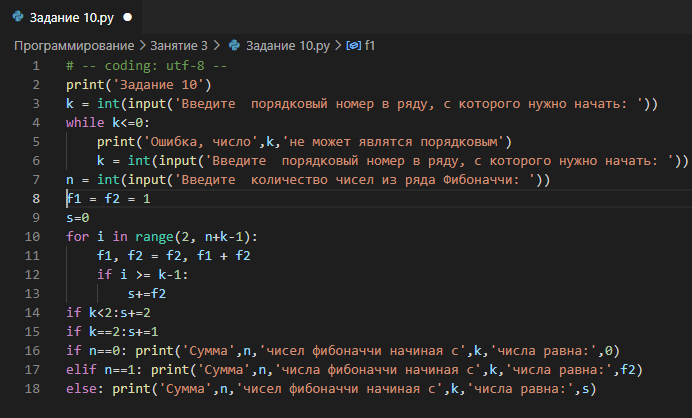 Задание 10.py ●
Программирование > Занятие 3 > Задание 10.py > f1
1 # -- coding: utf-8 --
2 print('Задание 10')
3 k = int(input('Введите  порядковый номер в ряду, с которого нужно начать: '))
4 while k<=0:
5     print('Ошибка, число',k,'не может являтся порядковым')
6     k = int(input('Введите  порядковый номер в ряду, с которого нужно начать: '))
7 n = int(input('Введите  количество чисел из ряда Фибоначчи: '))
8 f1 = f2 = 1
9 s=0
10 for i in range(2, n+k-1):
11     f1, f2 = f2, f1 + f2
12     if i >= k-1:
13         s+=f2
14 if k<2:s+=2
15 if k==2:s+=1
16 if n==0: print('Сумма',n,'чисел фибоначчи начиная с',k,'числа равна:',0)
17 elif n==1: print('Сумма',n,'числа фибоначчи начиная с',k,'числа равна:',f2)
18 else: print('Сумма',n,'чисел фибоначчи начиная с',k,'числа равна:',s)